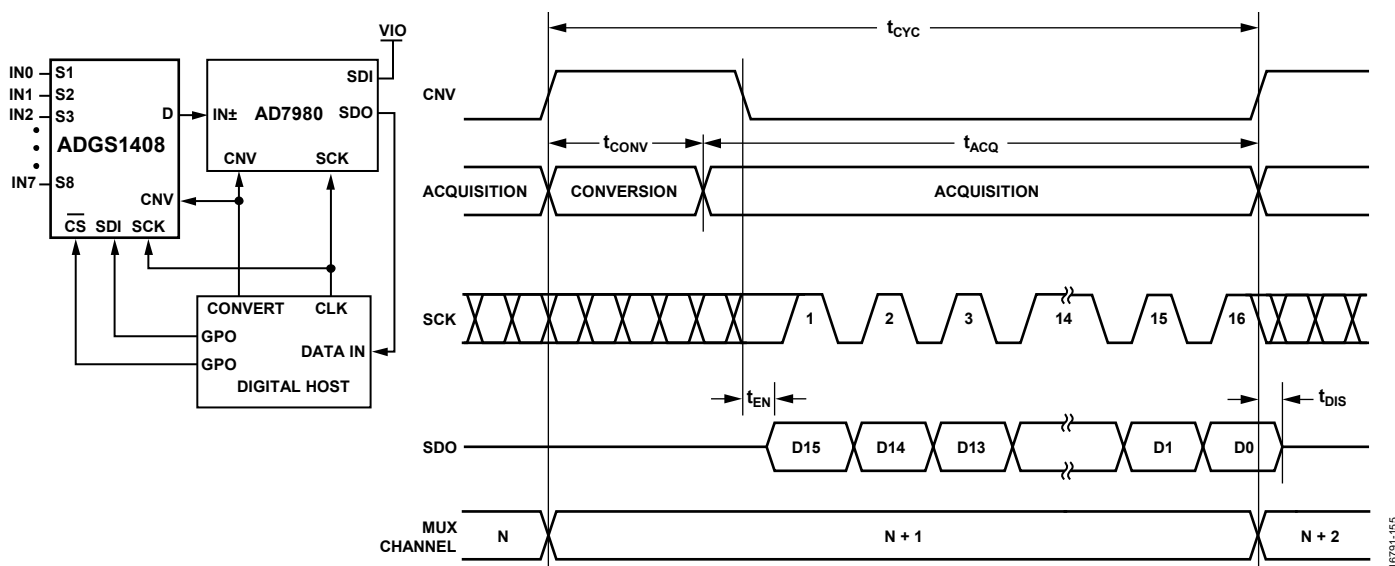 VIO
IN0 S1
IN1 S2
IN2 S3
IN7 S8
D
ADGS1408
CNV
CS SDI SCK
SDI
SDO
IN± AD7980
CNV SCK
CONVERT CLK
GPO
DATA IN
GPO
DIGITAL HOST
tCYC
CNV
tCONV tACQ
ACQUISITION CONVERSION ACQUISITION
SCK 1 2 3 14 15 16
tEN tDIS
SDO D15 D14 D13 D1 D0
MUX
CHANNEL
N N + 1 N + 2
16791-155